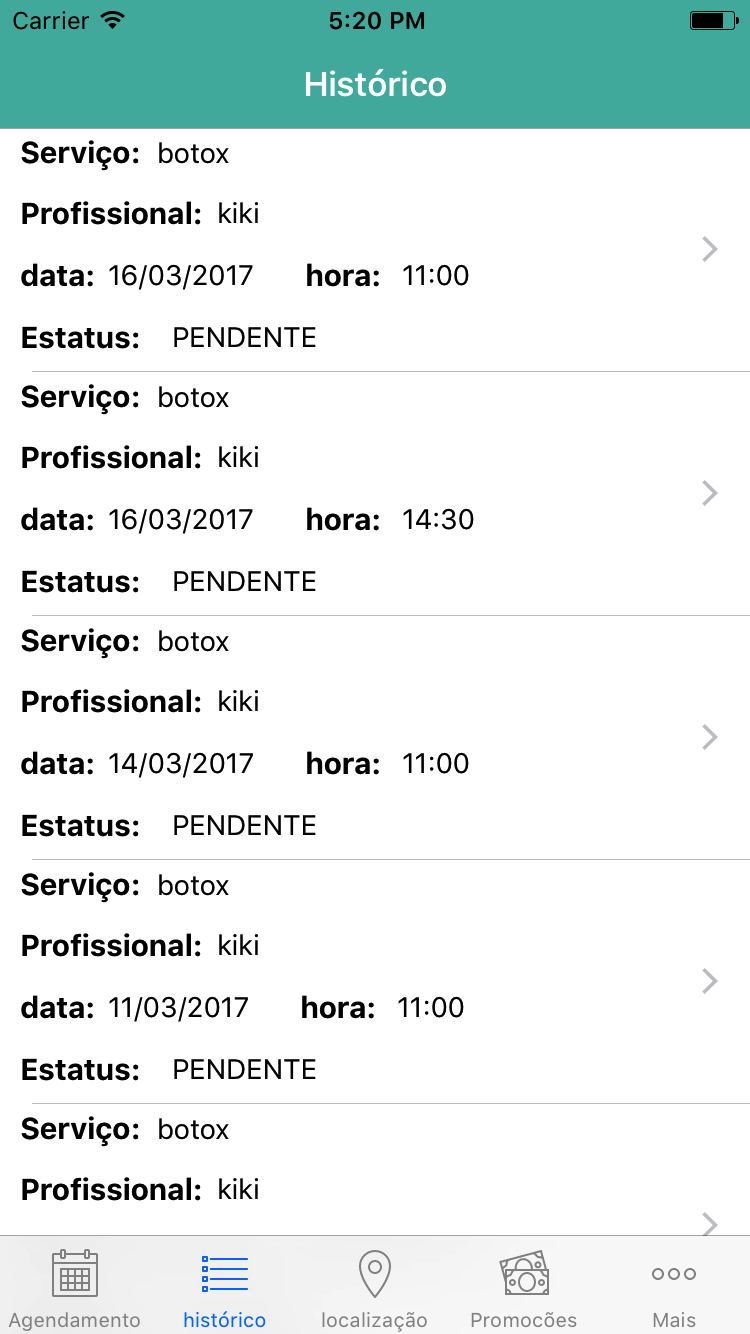 Carrier 5:20 PM
Histórico
Serviço: botox
Profissional: kiki
data: 16/03/2017 hora: 11:00
Estatus: PENDENTE
Serviço: botox
Profissional: kiki
data: 16/03/2017 hora: 14:30
Estatus: PENDENTE
Serviço: botox
Profissional: kiki
data: 14/03/2017 hora: 11:00
Estatus: PENDENTE
Serviço: botox
Profissional: kiki
data: 11/03/2017 hora: 11:00
Estatus: PENDENTE
Serviço: botox
Profissional: kiki
Agendamento histórico localização Promocões Mais